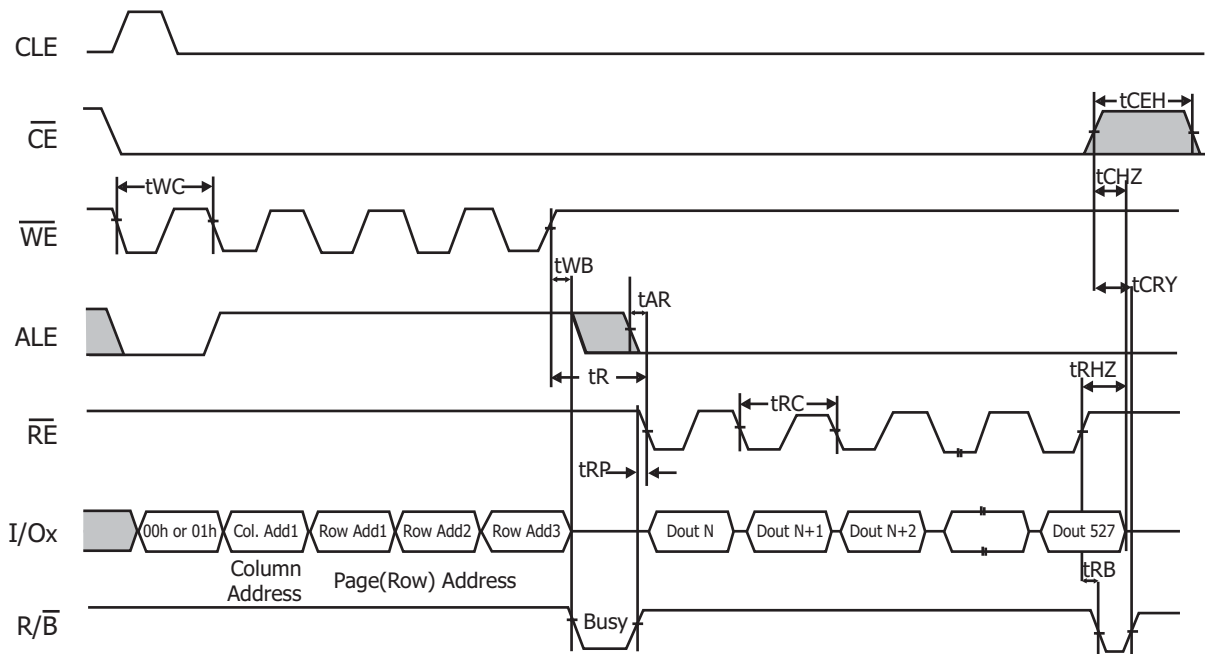 CLE
tCEH
CE
tCHZ
tWC
WE
tWB
tCRY
tAR
ALE
tR
tRHZ
tRC
RE
tRP
I/Ox
00h or 01h Col. Add1 Row Add1 Row Add2 Row Add3 Dout N Dout N+1 Dout N+2 Dout 527
Column
Address
Page(Row) Address
tRB
R/B
Busy